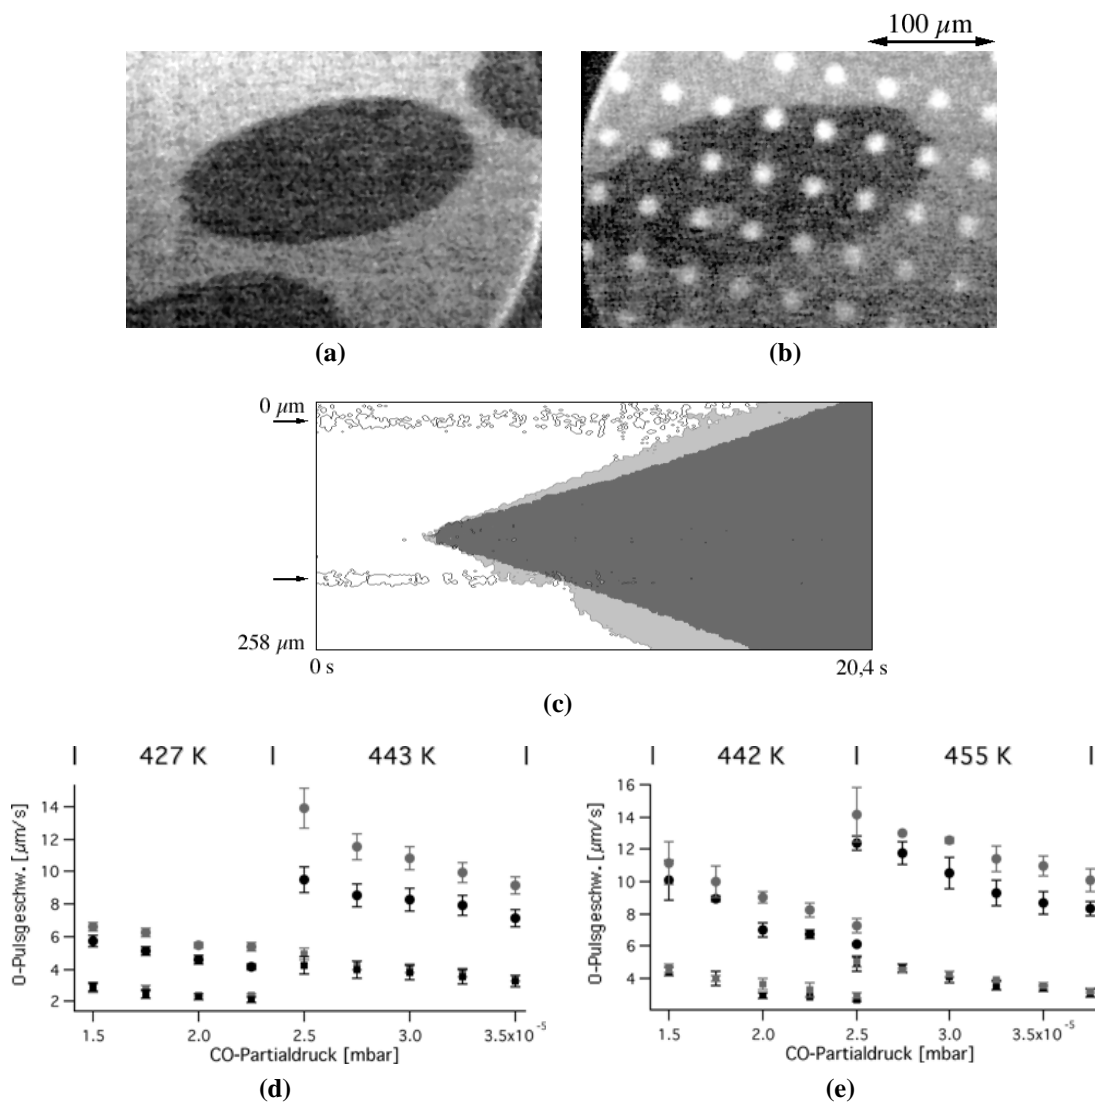 100 µm
(a)
(b)
0 µm
258 µm
0 s
20,4 s
(c)
I 427 K I 443 K I
14
12
10
8
6
4
2
O-Pulsgeschw. [µm/s]
1.5 2.0 2.5 3.0 3.5x10⁻⁵
CO-Partialdruck [mbar]
(d)
I 442 K I 455 K I
16
14
12
10
8
6
4
O-Pulsgeschw. [µm/s]
1.5 2.0 2.5 3.0 3.5x10⁻⁵
CO-Partialdruck [mbar]
(e)